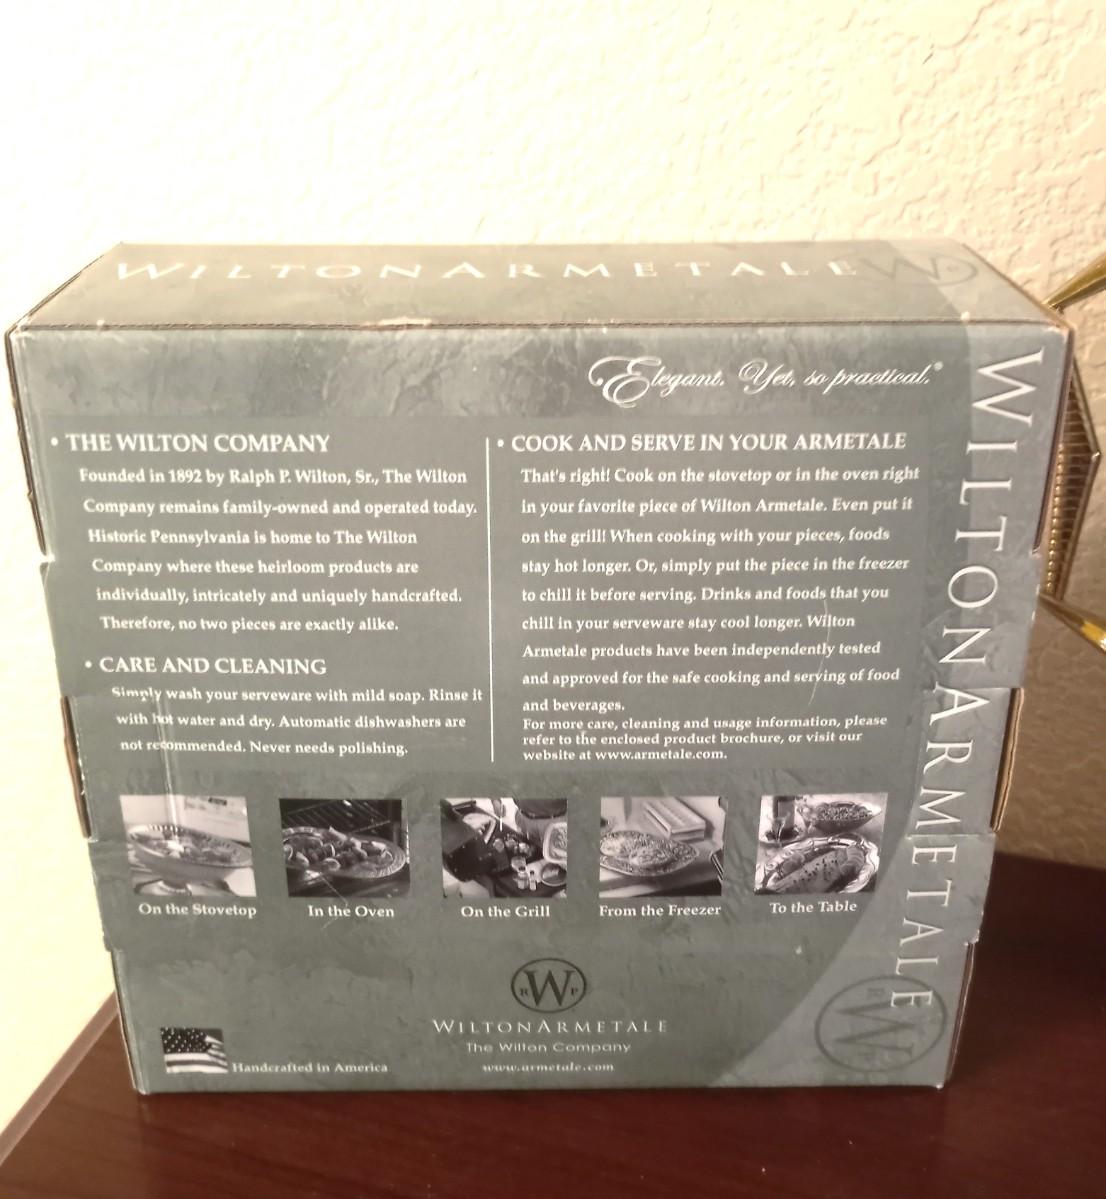 WILTONARMETALE
WP
Elegant. Yet, so practical.®
WILTONARMETALE
• THE WILTON COMPANY
Founded in 1892 by Ralph P. Wilton, Sr., The Wilton
Company remains family-owned and operated today.
Historic Pennsylvania is home to The Wilton
Company where these heirloom products are
individually, intricately and uniquely handcrafted.
Therefore, no two pieces are exactly alike.
• CARE AND CLEANING
Simply wash your serveware with mild soap. Rinse it
with hot water and dry. Automatic dishwashers are
not recommended. Never needs polishing.
• COOK AND SERVE IN YOUR ARMETALE
That's right! Cook on the stovetop or in the oven right
in your favorite piece of Wilton Armetale. Even put it
on the grill! When cooking with your pieces, foods
stay hot longer. Or, simply put the piece in the freezer
to chill it before serving. Drinks and foods that you
chill in your serveware stay cool longer. Wilton
Armetale products have been independently tested
and approved for the safe cooking and serving of food
and beverages.
For more care, cleaning and usage information, please
refer to the enclosed product brochure, or visit our
website at www.armetale.com.
On the Stovetop
In the Oven
On the Grill
From the Freezer
To the Table
RWP
WILTONARMETALE
The Wilton Company
www.armetale.com
Handcrafted in America
RWP